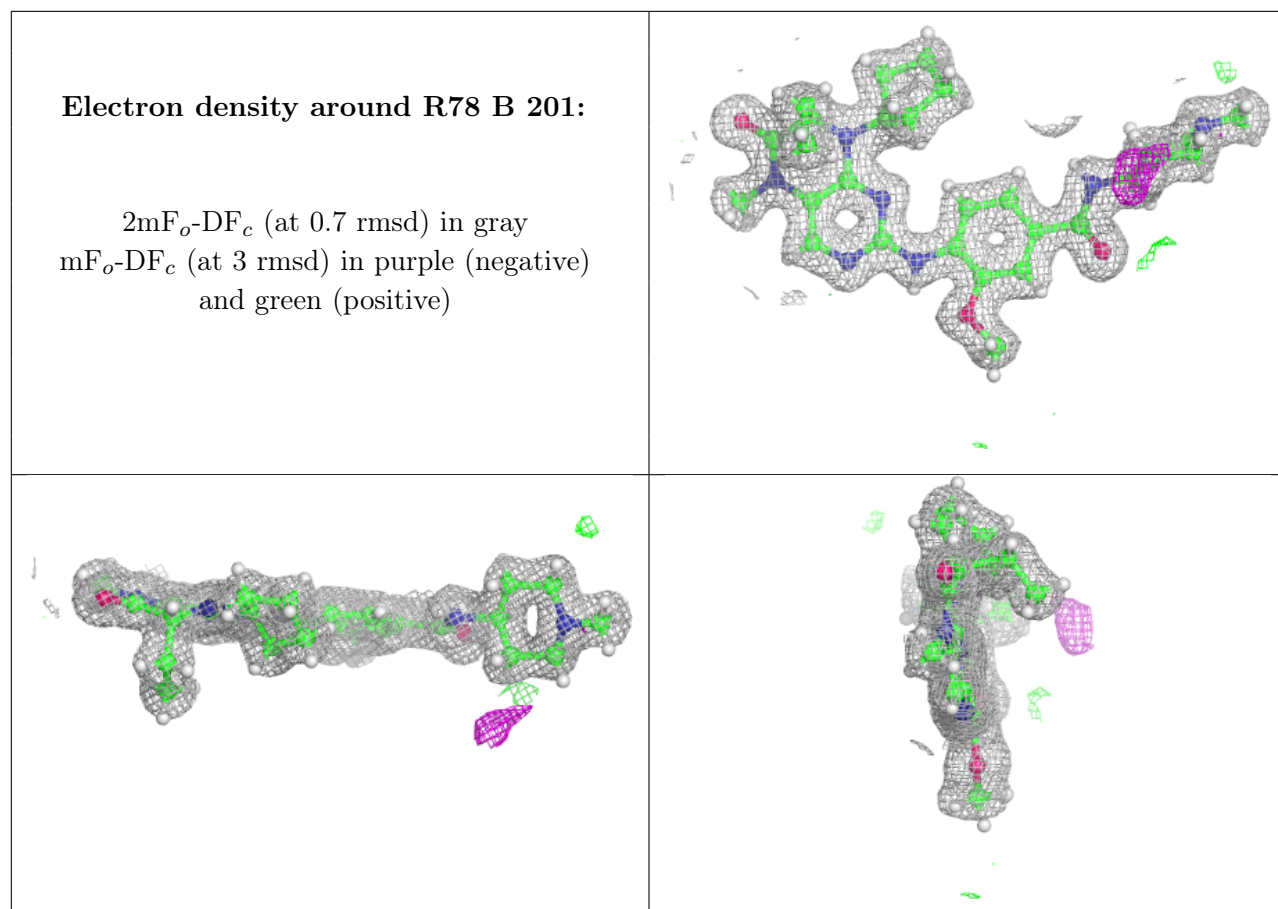 Electron density around R78 B 201:
2mFo-DFc (at 0.7 rmsd) in gray
mFo-DFc (at 3 rmsd) in purple (negative)
and green (positive)